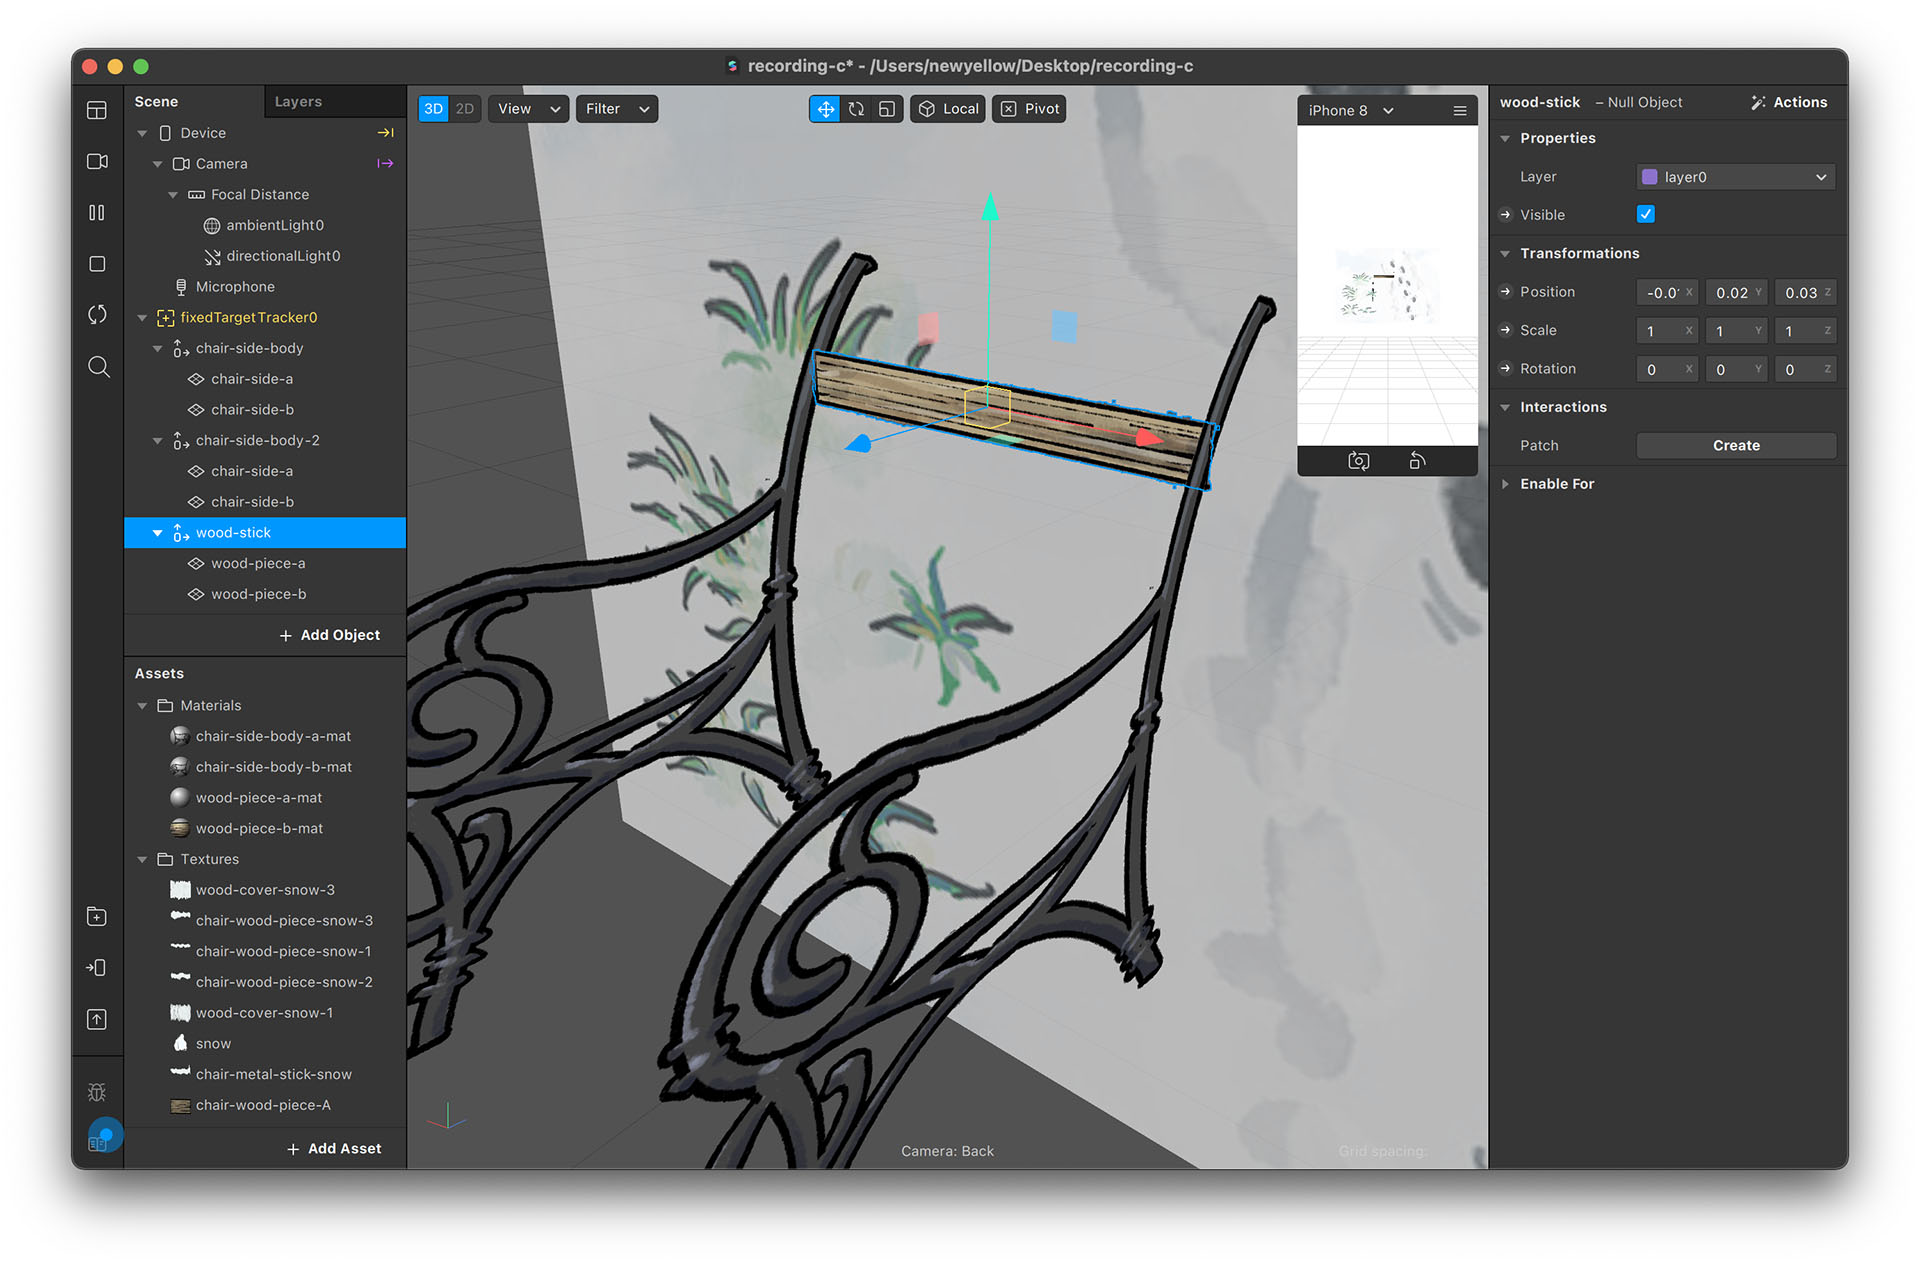 recording-c* - /Users/newyellow/Desktop/recording-c
Scene
Layers
Device
Camera
Focal Distance
ambientLight0
directionalLight0
Microphone
fixedTargetTracker0
chair-side-body
chair-side-a
chair-side-b
chair-side-body-2
chair-side-a
chair-side-b
wood-stick
wood-piece-a
wood-piece-b
+ Add Object
Assets
Materials
chair-side-body-a-mat
chair-side-body-b-mat
wood-piece-a-mat
wood-piece-b-mat
Textures
wood-cover-snow-3
chair-wood-piece-snow-3
chair-wood-piece-snow-1
chair-wood-piece-snow-2
wood-cover-snow-1
snow
chair-metal-stick-snow
chair-wood-piece-A
+ Add Asset
3D 2D View Filter Local Pivot
iPhone 8
Camera: Back
Grid spacing:
wood-stick – Null Object Actions
Properties
Layer layer0
Visible
Transformations
Position -0.0 X 0.02 Y 0.03 Z
Scale 1 X 1 Y 1 Z
Rotation 0 X 0 Y 0 Z
Interactions
Patch Create
Enable For